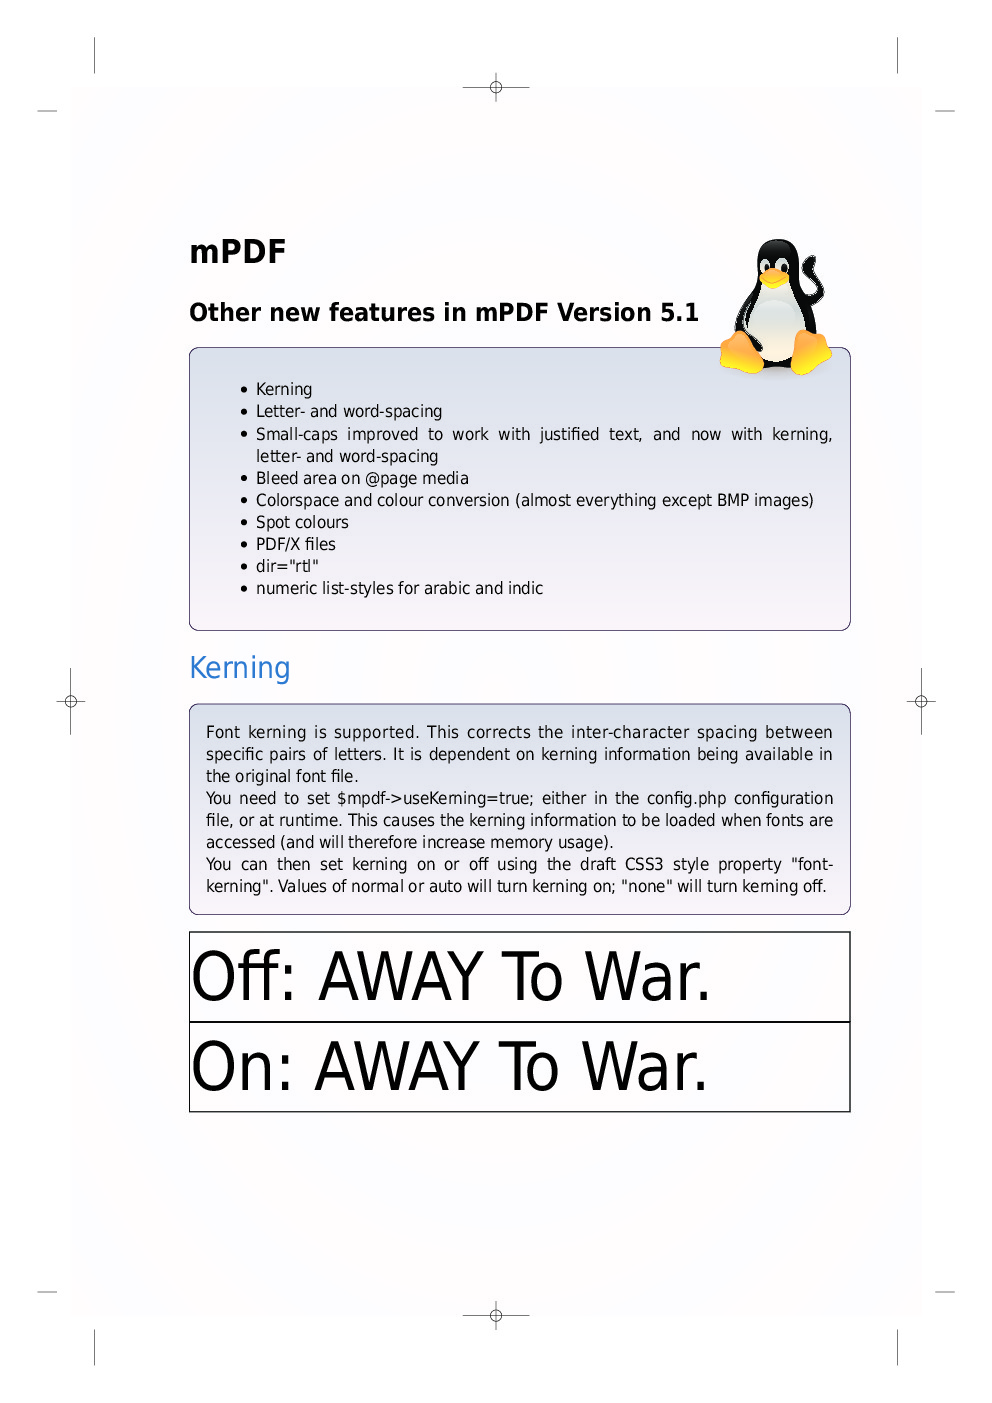 mPDF
Other new features in mPDF Version 5.1
• Kerning
• Letter- and word-spacing
• Small-caps improved to work with justified text, and now with kerning,
letter- and word-spacing
• Bleed area on @page media
• Colorspace and colour conversion (almost everything except BMP images)
• Spot colours
• PDF/X files
• dir="rtl"
• numeric list-styles for arabic and indic
Kerning
Font kerning is supported. This corrects the inter-character spacing between
specific pairs of letters. It is dependent on kerning information being available in
the original font file.
You need to set $mpdf->useKerning=true; either in the config.php configuration
file, or at runtime. This causes the kerning information to be loaded when fonts are
accessed (and will therefore increase memory usage).
You can then set kerning on or off using the draft CSS3 style property "font-
kerning". Values of normal or auto will turn kerning on; "none" will turn kerning off.
Off: AWAY To War.
On: AWAY To War.